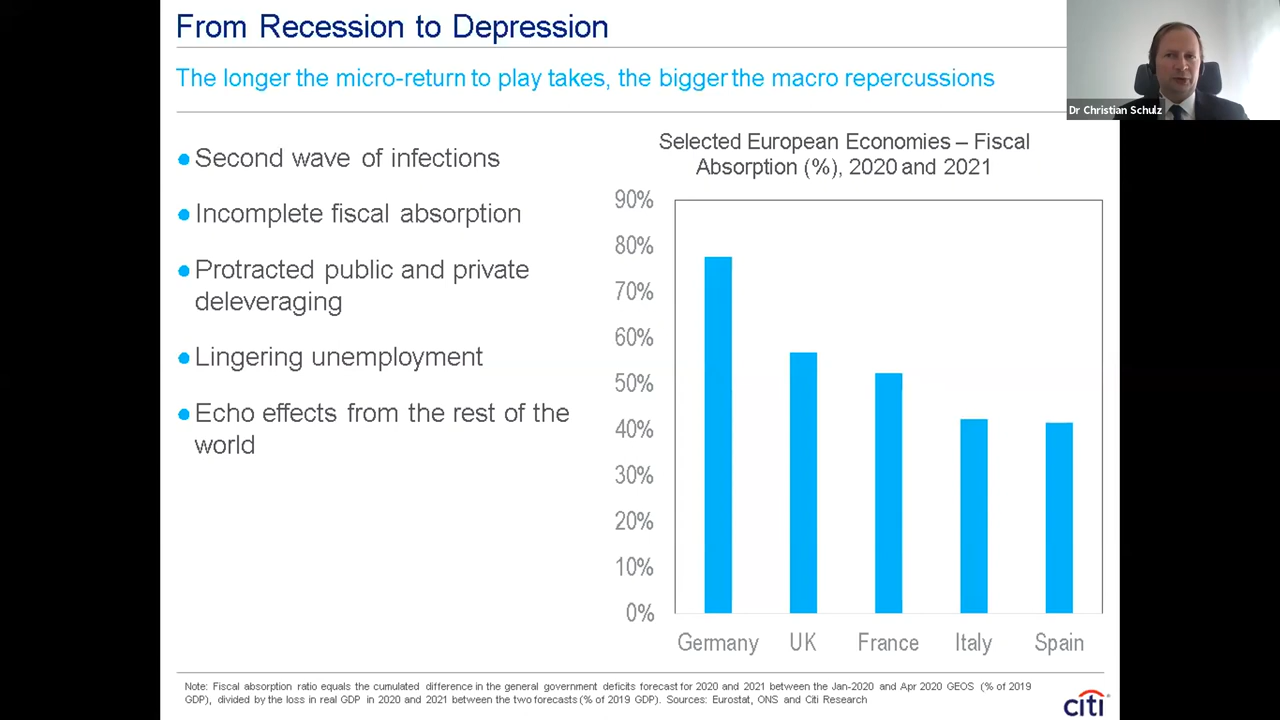 From Recession to Depression
The longer the micro-return to play takes, the bigger the macro repercussions
Dr Christian Schulz
Second wave of infections
Incomplete fiscal absorption
Protracted public and private
deleveraging
Lingering unemployment
Echo effects from the rest of the
world
Selected European Economies – Fiscal
Absorption (%), 2020 and 2021
90%
80%
70%
60%
50%
40%
30%
20%
10%
0%
Germany UK France Italy Spain
Note: Fiscal absorption ratio equals the cumulated difference in the general government deficits forecast for 2020 and 2021 between the Jan-2020 and Apr 2020 GEOS (% of 2019
GDP), divided by the loss in real GDP in 2020 and 2021 between the two forecasts (% of 2019 GDP). Sources: Eurostat, ONS and Citi Research
citi